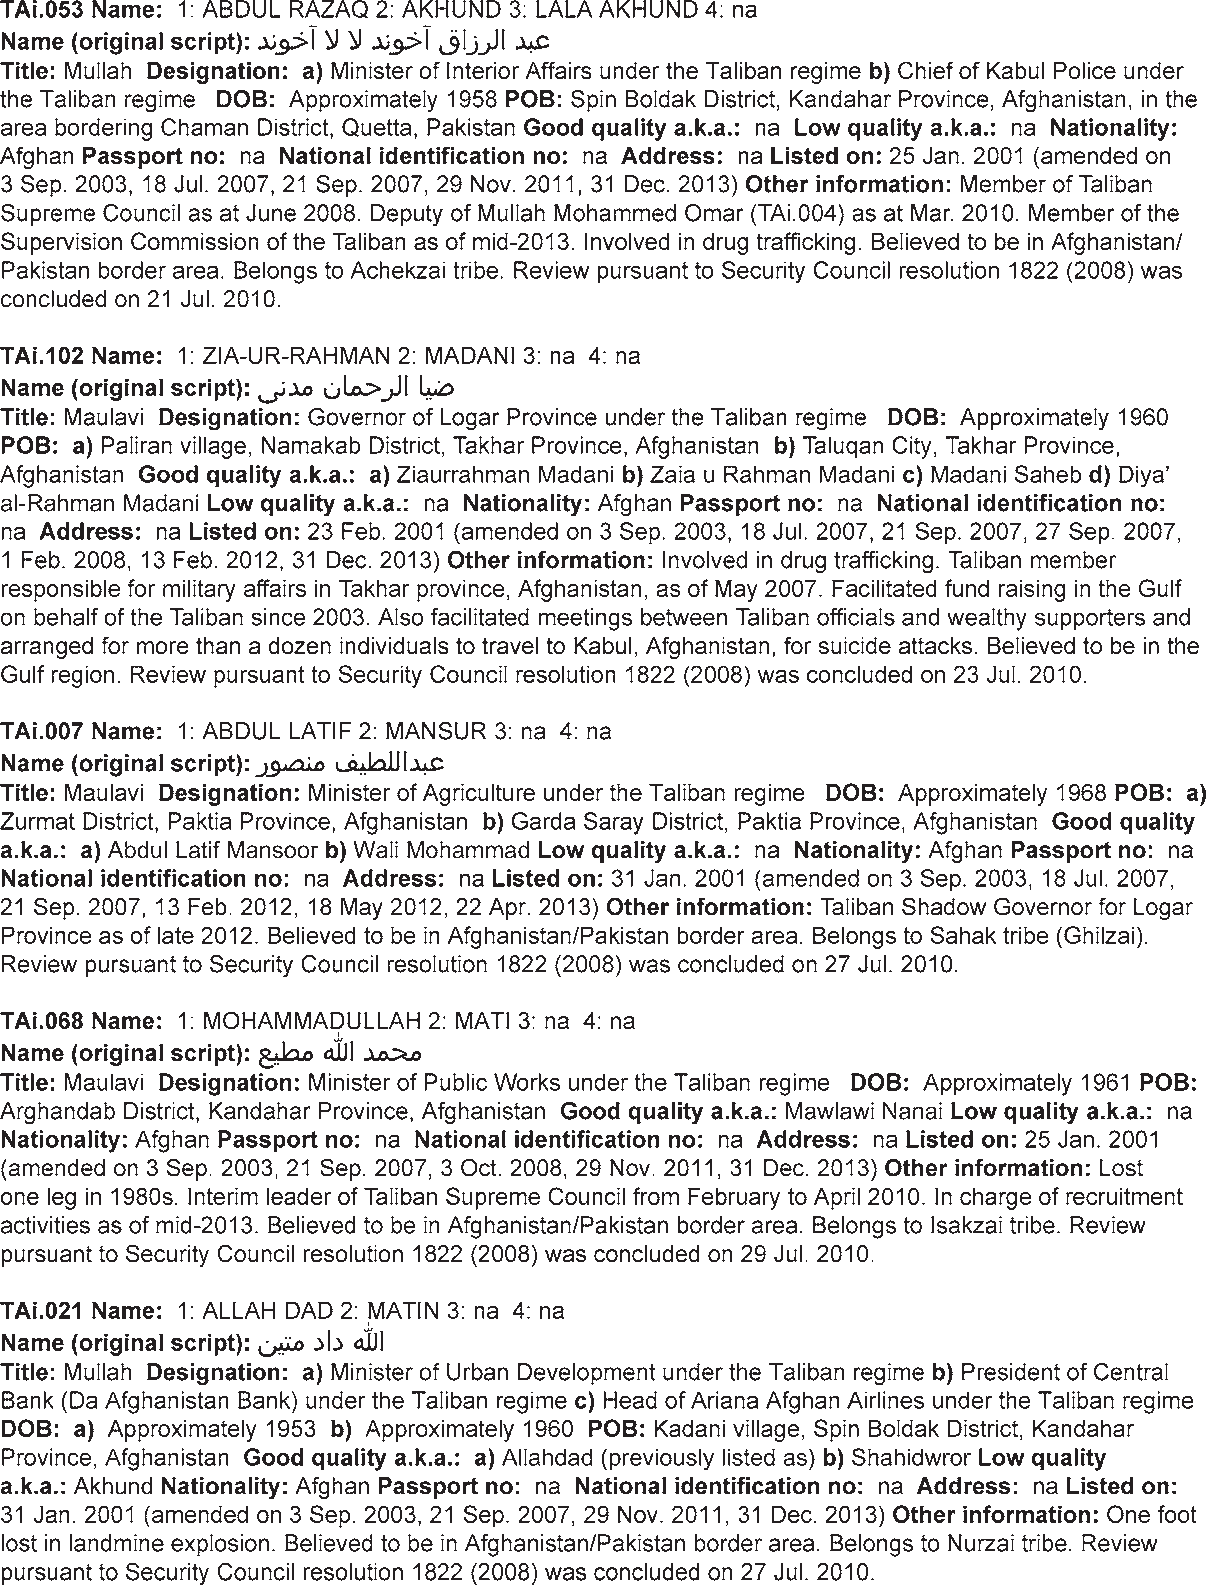 TAi.053 Name: 1: ABDUL RAZAQ 2: AKHUND 3: LALA AKHUND 4: na
Name (original script): عبد الرزاق آخوند لا لا آخوند
Title: Mullah Designation: a) Minister of Interior Affairs under the Taliban regime b) Chief of Kabul Police under
the Taliban regime DOB: Approximately 1958 POB: Spin Boldak District, Kandahar Province, Afghanistan, in the
area bordering Chaman District, Quetta, Pakistan Good quality a.k.a.: na Low quality a.k.a.: na Nationality:
Afghan Passport no: na National identification no: na Address: na Listed on: 25 Jan. 2001 (amended on
3 Sep. 2003, 18 Jul. 2007, 21 Sep. 2007, 29 Nov. 2011, 31 Dec. 2013) Other information: Member of Taliban
Supreme Council as at June 2008. Deputy of Mullah Mohammed Omar (TAi.004) as at Mar. 2010. Member of the
Supervision Commission of the Taliban as of mid-2013. Involved in drug trafficking. Believed to be in Afghanistan/
Pakistan border area. Belongs to Achekzai tribe. Review pursuant to Security Council resolution 1822 (2008) was
concluded on 21 Jul. 2010.
TAi.102 Name: 1: ZIA-UR-RAHMAN 2: MADANI 3: na 4: na
Name (original script): ضيا الرحمان مدني
Title: Maulavi Designation: Governor of Logar Province under the Taliban regime DOB: Approximately 1960
POB: a) Paliran village, Namakab District, Takhar Province, Afghanistan b) Taluqan City, Takhar Province,
Afghanistan Good quality a.k.a.: a) Ziaurrahman Madani b) Zaia u Rahman Madani c) Madani Saheb d) Diya’
al-Rahman Madani Low quality a.k.a.: na Nationality: Afghan Passport no: na National identification no:
na Address: na Listed on: 23 Feb. 2001 (amended on 3 Sep. 2003, 18 Jul. 2007, 21 Sep. 2007, 27 Sep. 2007,
1 Feb. 2008, 13 Feb. 2012, 31 Dec. 2013) Other information: Involved in drug trafficking. Taliban member
responsible for military affairs in Takhar province, Afghanistan, as of May 2007. Facilitated fund raising in the Gulf
on behalf of the Taliban since 2003. Also facilitated meetings between Taliban officials and wealthy supporters and
arranged for more than a dozen individuals to travel to Kabul, Afghanistan, for suicide attacks. Believed to be in the
Gulf region. Review pursuant to Security Council resolution 1822 (2008) was concluded on 23 Jul. 2010.
TAi.007 Name: 1: ABDUL LATIF 2: MANSUR 3: na 4: na
Name (original script): عبداللطيف منصور
Title: Maulavi Designation: Minister of Agriculture under the Taliban regime DOB: Approximately 1968 POB: a)
Zurmat District, Paktia Province, Afghanistan b) Garda Saray District, Paktia Province, Afghanistan Good quality
a.k.a.: a) Abdul Latif Mansoor b) Wali Mohammad Low quality a.k.a.: na Nationality: Afghan Passport no: na
National identification no: na Address: na Listed on: 31 Jan. 2001 (amended on 3 Sep. 2003, 18 Jul. 2007,
21 Sep. 2007, 13 Feb. 2012, 18 May 2012, 22 Apr. 2013) Other information: Taliban Shadow Governor for Logar
Province as of late 2012. Believed to be in Afghanistan/Pakistan border area. Belongs to Sahak tribe (Ghilzai).
Review pursuant to Security Council resolution 1822 (2008) was concluded on 27 Jul. 2010.
TAi.068 Name: 1: MOHAMMADULLAH 2: MATI 3: na 4: na
Name (original script): محمد الله مطيع
Title: Maulavi Designation: Minister of Public Works under the Taliban regime DOB: Approximately 1961 POB:
Arghandab District, Kandahar Province, Afghanistan Good quality a.k.a.: Mawlawi Nanai Low quality a.k.a.: na
Nationality: Afghan Passport no: na National identification no: na Address: na Listed on: 25 Jan. 2001
(amended on 3 Sep. 2003, 21 Sep. 2007, 3 Oct. 2008, 29 Nov. 2011, 31 Dec. 2013) Other information: Lost
one leg in 1980s. Interim leader of Taliban Supreme Council from February to April 2010. In charge of recruitment
activities as of mid-2013. Believed to be in Afghanistan/Pakistan border area. Belongs to Isakzai tribe. Review
pursuant to Security Council resolution 1822 (2008) was concluded on 29 Jul. 2010.
TAi.021 Name: 1: ALLAH DAD 2: MATIN 3: na 4: na
Name (original script): الله داد متين
Title: Mullah Designation: a) Minister of Urban Development under the Taliban regime b) President of Central
Bank (Da Afghanistan Bank) under the Taliban regime c) Head of Ariana Afghan Airlines under the Taliban regime
DOB: a) Approximately 1953 b) Approximately 1960 POB: Kadani village, Spin Boldak District, Kandahar
Province, Afghanistan Good quality a.k.a.: a) Allahdad (previously listed as) b) Shahidwror Low quality
a.k.a.: Akhund Nationality: Afghan Passport no: na National identification no: na Address: na Listed on:
31 Jan. 2001 (amended on 3 Sep. 2003, 21 Sep. 2007, 29 Nov. 2011, 31 Dec. 2013) Other information: One foot
lost in landmine explosion. Believed to be in Afghanistan/Pakistan border area. Belongs to Nurzai tribe. Review
pursuant to Security Council resolution 1822 (2008) was concluded on 27 Jul. 2010.